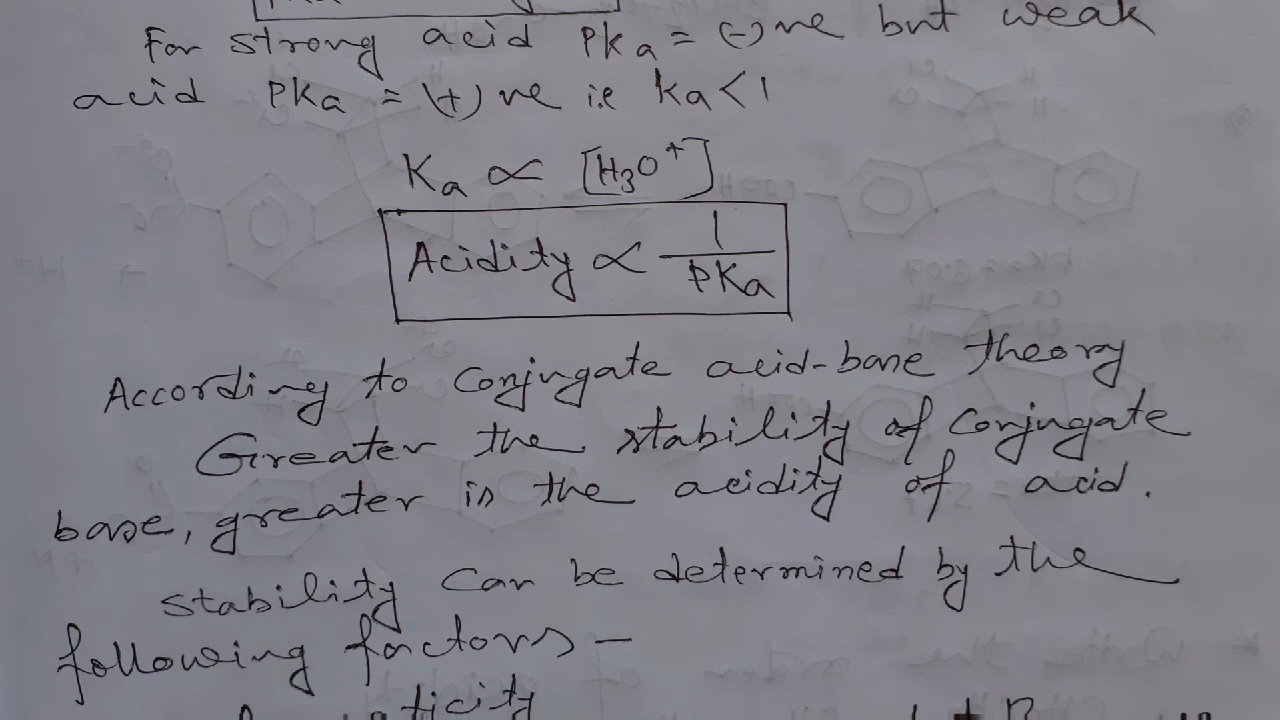 For strong acid PKa = (-)ve but weak
acid PKa = (+)ve i.e Ka < 1
Ka ∝ [H3O+]
Acidity ∝ 1/PKa
According to conjugate acid-base theory
Greater the stability of conjugate
base, greater is the acidity of acid.
stability can be determined by the
following factors –